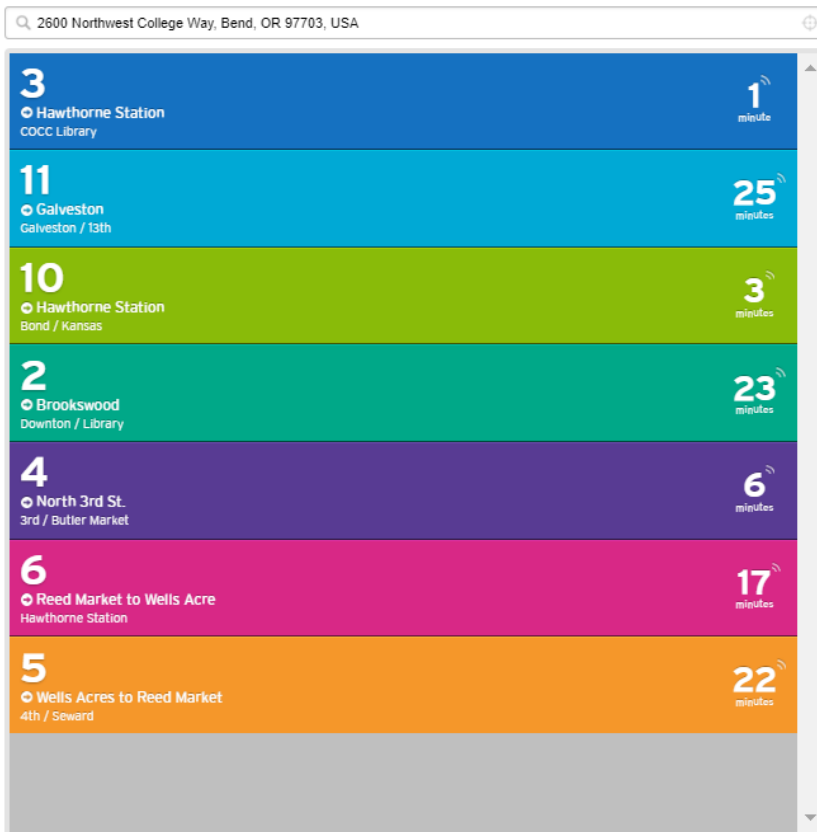 2600 Northwest College Way, Bend, OR 97703, USA
3
Hawthorne Station
COCC Library
1
minute
11
Galveston
Galveston / 13th
25
minutes
10
Hawthorne Station
Bond / Kansas
3
minutes
2
Brookswood
Downton / Library
23
minutes
4
North 3rd St.
3rd / Butler Market
6
minutes
6
Reed Market to Wells Acre
Hawthorne Station
17
minutes
5
Wells Acres to Reed Market
4th / Seward
22
minutes